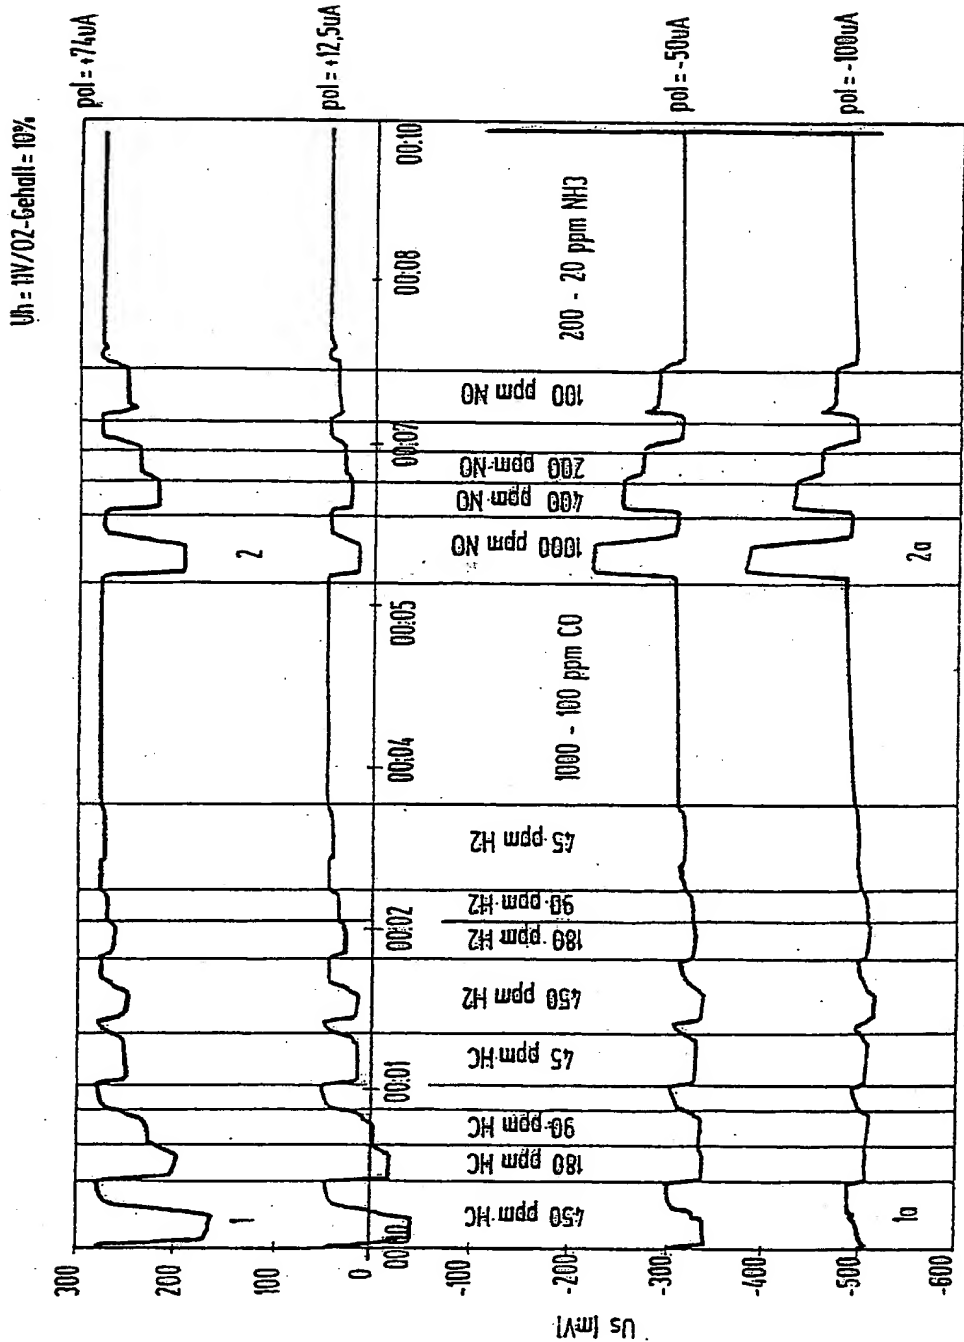 Uh = 11V/O2-Gehalt = 10%
pol = +74uA
pol = +12,5uA
pol = -50uA
pol = -100uA
Us [mV]
300
200
100
0
-100
-200
-300
-400
-500
-600
00:00
00:01
00:02
00:04
00:05
00:07
00:08
00:10
450 ppm HC
180 ppm HC
90 ppm HC
45 ppm HC
450 ppm H2
180 ppm H2
90 ppm H2
45 ppm H2
1000 - 100 ppm CO
1000 ppm NO
400 ppm NO
200 ppm NO
100 ppm NO
200 - 20 ppm NH3
1
2
1a
2a